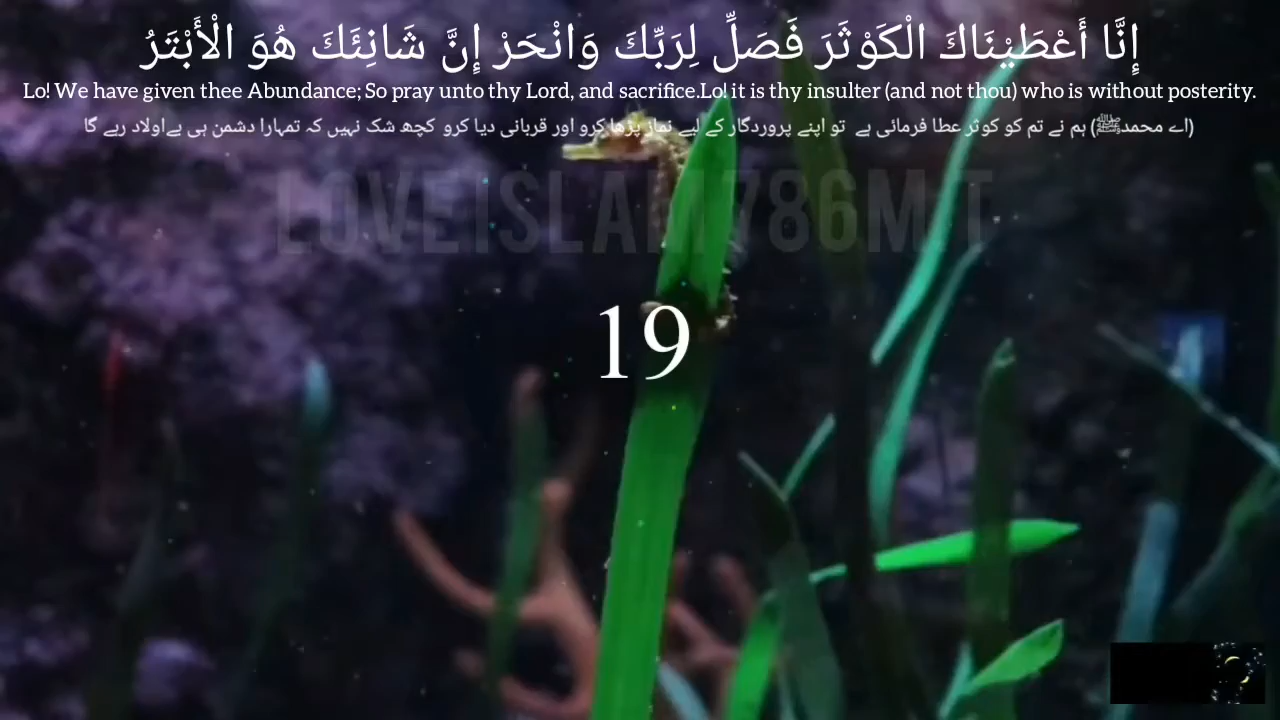 إِنَّا أَعْطَيْنَاكَ الْكَوْثَرَ فَصَلِّ لِرَبِّكَ وَانْحَرْ إِنَّ شَانِئَكَ هُوَ الْأَبْتَرُ
Lo! We have given thee Abundance; So pray unto thy Lord, and sacrifice.Lo! it is thy insulter (and not thou) who is without posterity.
(اے محمدﷺ) ہم نے تم کو کوثر عطا فرمائی ہے تو اپنے پروردگار کے لیے نماز پڑھا کرو اور قربانی دیا کرو کچھ شک نہیں کہ تمہارا دشمن ہی بےاولاد رہے گا
LOVEISLAM786M T
19